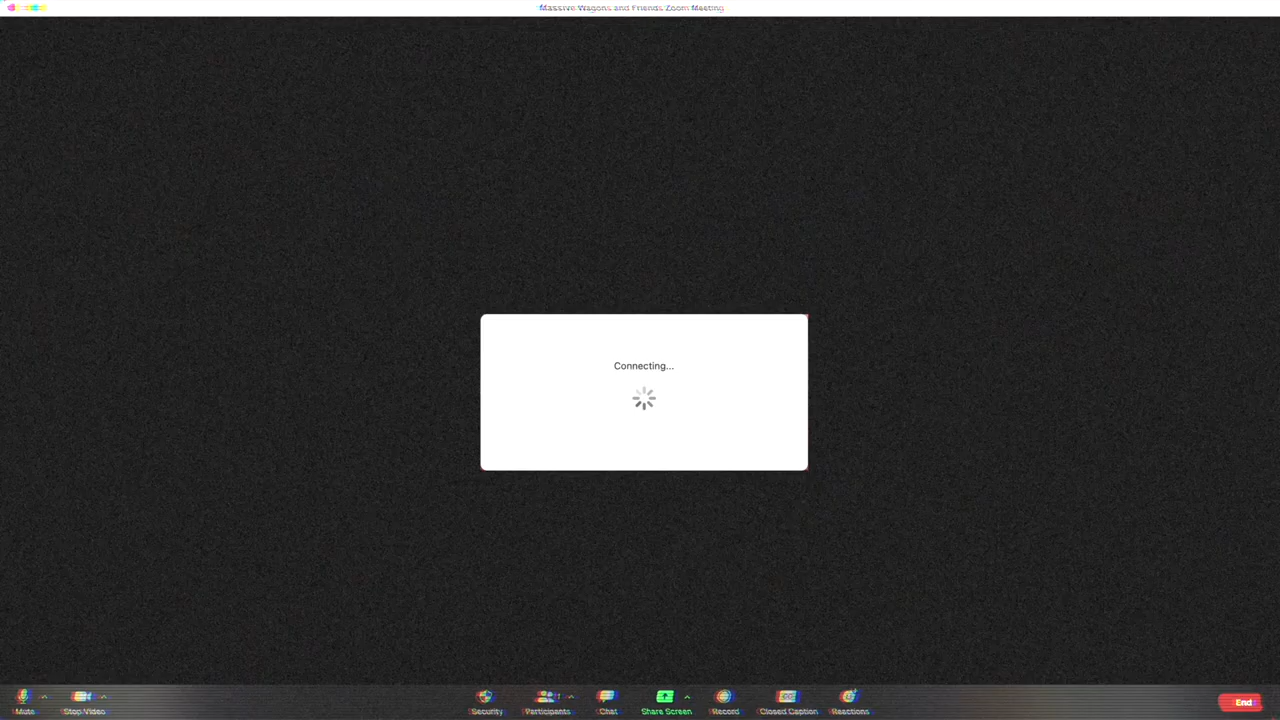 Massive Wagons and Friends Zoom Meeting
Connecting...
Mute
Stop Video
Security
Participants
Chat
Share Screen
Record
Closed Caption
Reactions
End